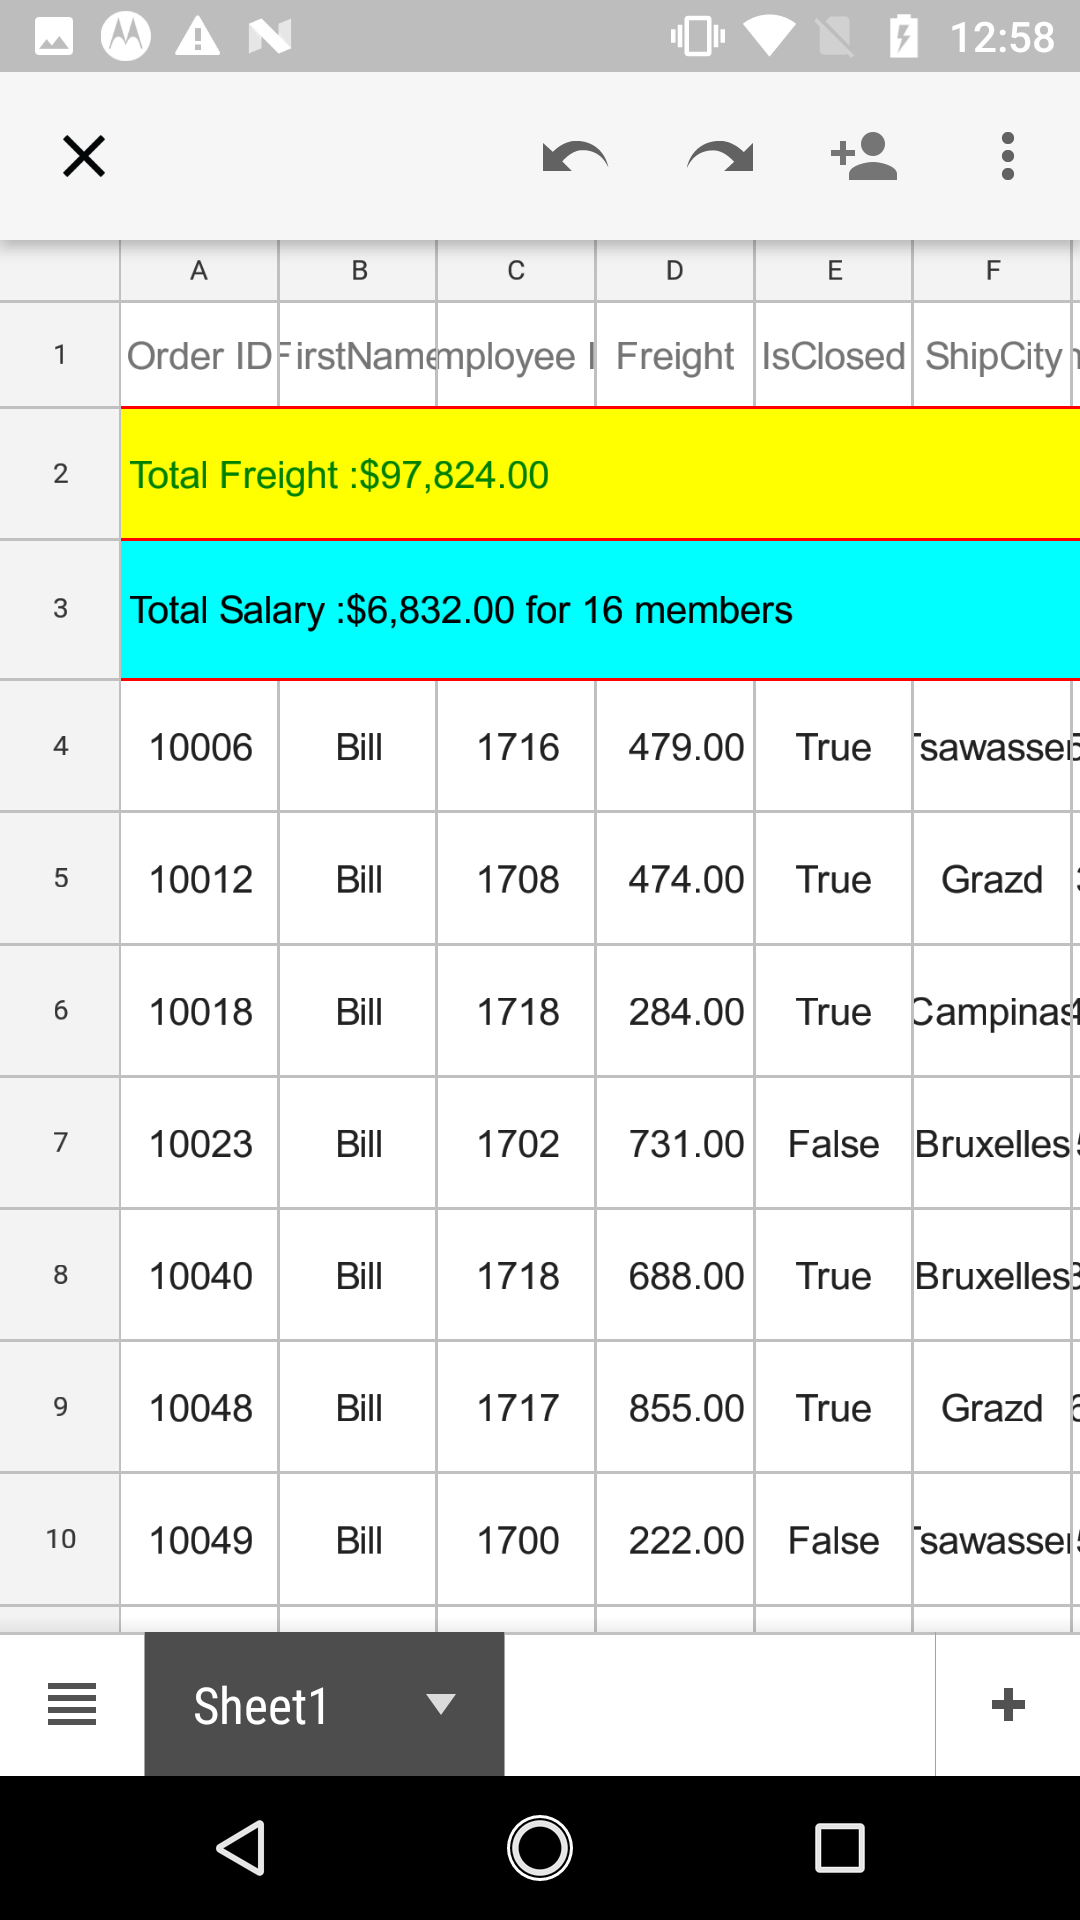 12:58
A B C D E F
1 Order ID FirstName mployee Freight IsClosed ShipCity
2 Total Freight :$97,824.00
3 Total Salary :$6,832.00 for 16 members
4 10006 Bill 1716 479.00 True Tsawassen
5 10012 Bill 1708 474.00 True Grazd
6 10018 Bill 1718 284.00 True Campinas
7 10023 Bill 1702 731.00 False Bruxelles
8 10040 Bill 1718 688.00 True Bruxelles
9 10048 Bill 1717 855.00 True Grazd
10 10049 Bill 1700 222.00 False Tsawassen
Sheet1